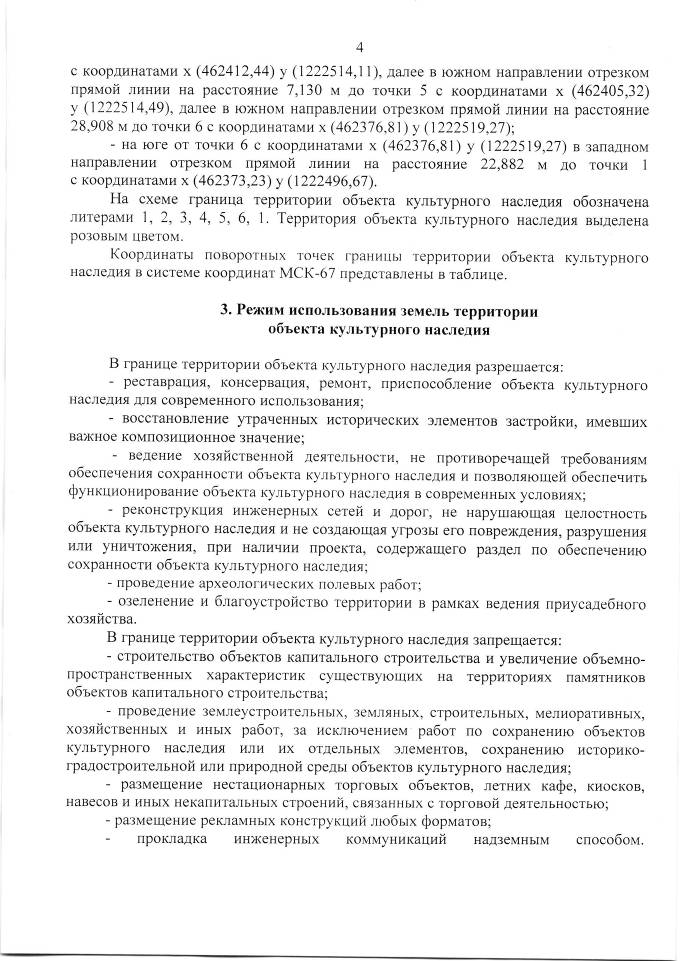 4
с координатами x (462412,44) y (1222514,11), далее в южном направлении отрезком
прямой линии на расстояние 7,130 м до точки 5 с координатами x (462405,32)
y (1222514,49), далее в южном направлении отрезком прямой линии на расстояние
28,908 м до точки 6 с координатами x (462376,81) y (1222519,27);
- на юге от точки 6 с координатами x (462376,81) y (1222519,27) в западном
направлении отрезком прямой линии на расстояние 22,882 м до точки 1
с координатами x (462373,23) y (1222496,67).
На схеме граница территории объекта культурного наследия обозначена
литерами 1, 2, 3, 4, 5, 6, 1. Территория объекта культурного наследия выделена
розовым цветом.
Координаты поворотных точек границы территории объекта культурного
наследия в системе координат МСК-67 представлены в таблице.
3. Режим использования земель территории
объекта культурного наследия
В границе территории объекта культурного наследия разрешается:
- реставрация, консервация, ремонт, приспособление объекта культурного
наследия для современного использования;
- восстановление утраченных исторических элементов застройки, имевших
важное композиционное значение;
- ведение хозяйственной деятельности, не противоречащей требованиям
обеспечения сохранности объекта культурного наследия и позволяющей обеспечить
функционирование объекта культурного наследия в современных условиях;
- реконструкция инженерных сетей и дорог, не нарушающая целостность
объекта культурного наследия и не создающая угрозы его повреждения, разрушения
или уничтожения, при наличии проекта, содержащего раздел по обеспечению
сохранности объекта культурного наследия;
- проведение археологических полевых работ;
- озеленение и благоустройство территории в рамках ведения приусадебного
хозяйства.
В границе территории объекта культурного наследия запрещается:
- строительство объектов капитального строительства и увеличение объемно-
пространственных характеристик существующих на территориях памятников
объектов капитального строительства;
- проведение землеустроительных, земляных, строительных, мелиоративных,
хозяйственных и иных работ, за исключением работ по сохранению объектов
культурного наследия или их отдельных элементов, сохранению историко-
градостроительной или природной среды объектов культурного наследия;
- размещение нестационарных торговых объектов, летних кафе, киосков,
навесов и иных некапитальных строений, связанных с торговой деятельностью;
- размещение рекламных конструкций любых форматов;
- прокладка инженерных коммуникаций надземным способом.